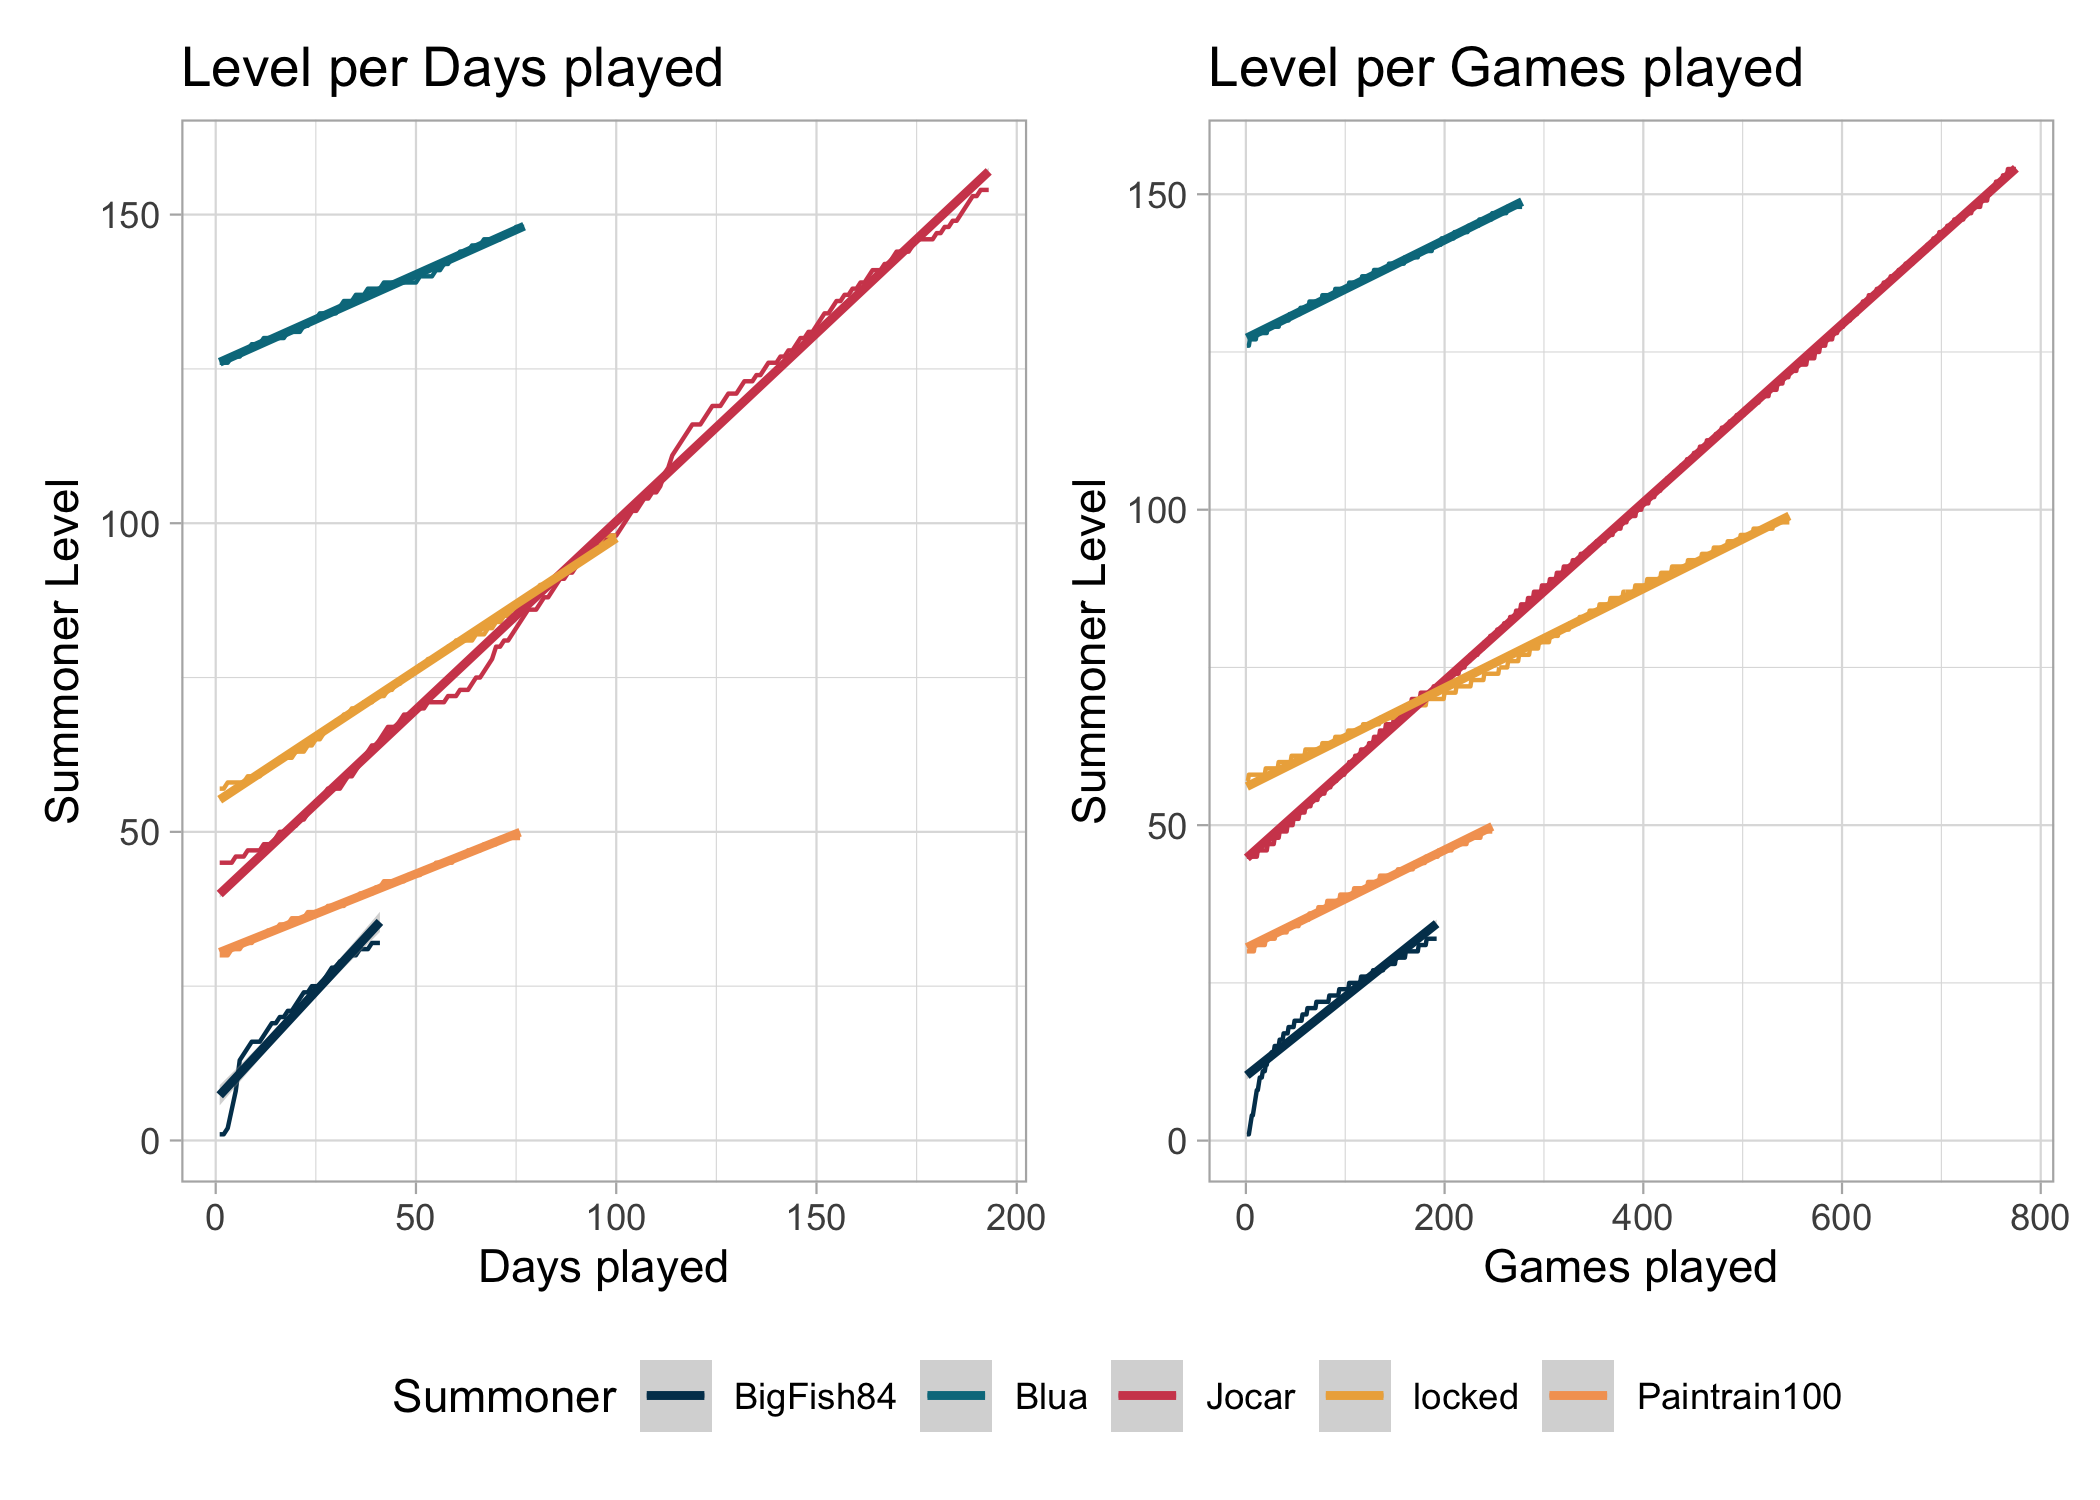 Level per Days played
Summoner Level
150
100
50
0
0 50 100 150 200
Days played
Level per Games played
Summoner Level
150
100
50
0
0 200 400 600 800
Games played
Summoner BigFish84 Blua Jocar locked Paintrain100